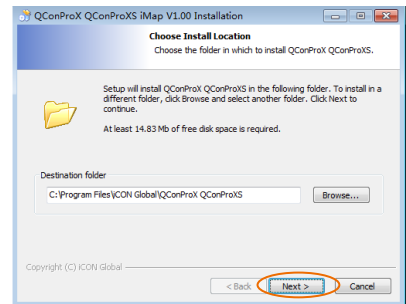 QConProX QConProXS iMap V1.00 Installation
Choose Install Location
Choose the folder in which to install QConProX QConProXS.
Setup will install QConProX QConProXS in the following folder. To install in a
different folder, click Browse and select another folder. Click Next to
continue.
At least 14.83 Mb of free disk space is required.
Destination folder
C:\Program Files\iCON Global\QConProX QConProXS
Browse...
Copyright (C) iCON Global
< Back
Next >
Cancel